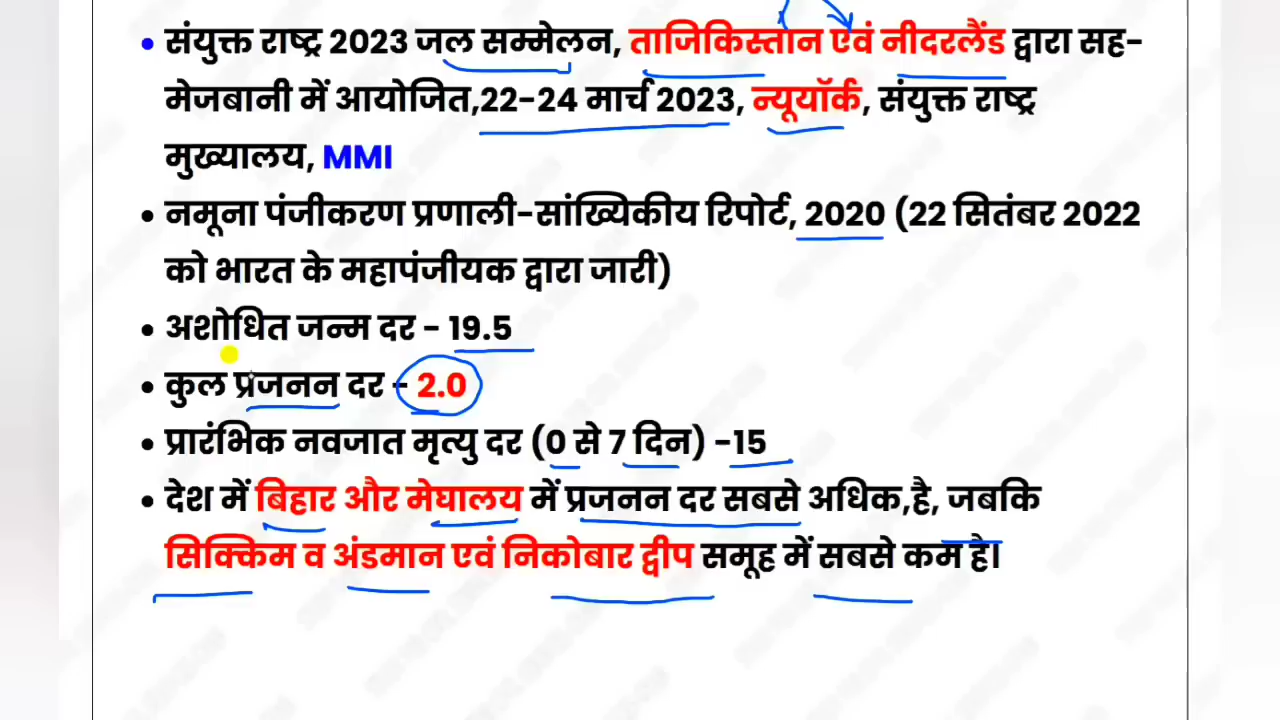 • संयुक्त राष्ट्र 2023 जल सम्मेलन, ताजिकिस्तान एवं नीदरलैंड द्वारा सह-
मेजबानी में आयोजित,22-24 मार्च 2023, न्यूयॉर्क, संयुक्त राष्ट्र
मुख्यालय, MMI
• नमूना पंजीकरण प्रणाली-सांख्यिकीय रिपोर्ट, 2020 (22 सितंबर 2022
को भारत के महापंजीयक द्वारा जारी)
• अशोधित जन्म दर - 19.5
• कुल प्रजनन दर - 2.0
• प्रारंभिक नवजात मृत्यु दर (0 से 7 दिन) -15
• देश में बिहार और मेघालय में प्रजनन दर सबसे अधिक,है, जबकि
सिक्किम व अंडमान एवं निकोबार द्वीप समूह में सबसे कम है।